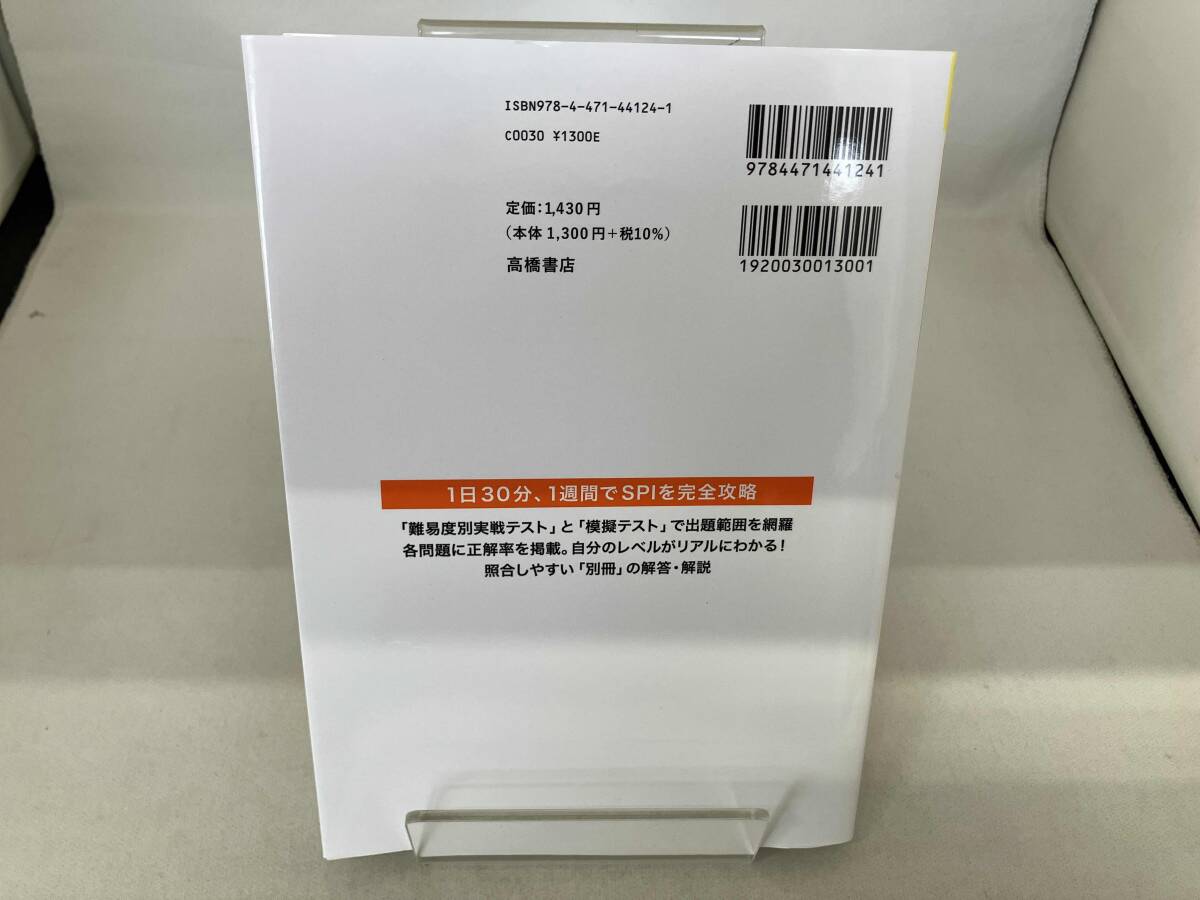 ISBN978-4-471-44124-1
C0030 ¥1300E
9784471441241
定価:1,430円
(本体 1,300円+税10%)
高橋書店
1920030013001
1日30分、1週間でSPIを完全攻略
「難易度別実戦テスト」と「模擬テスト」で出題範囲を網羅
各問題に正解率を掲載。自分のレベルがリアルにわかる!
照合しやすい「別冊」の解答・解説